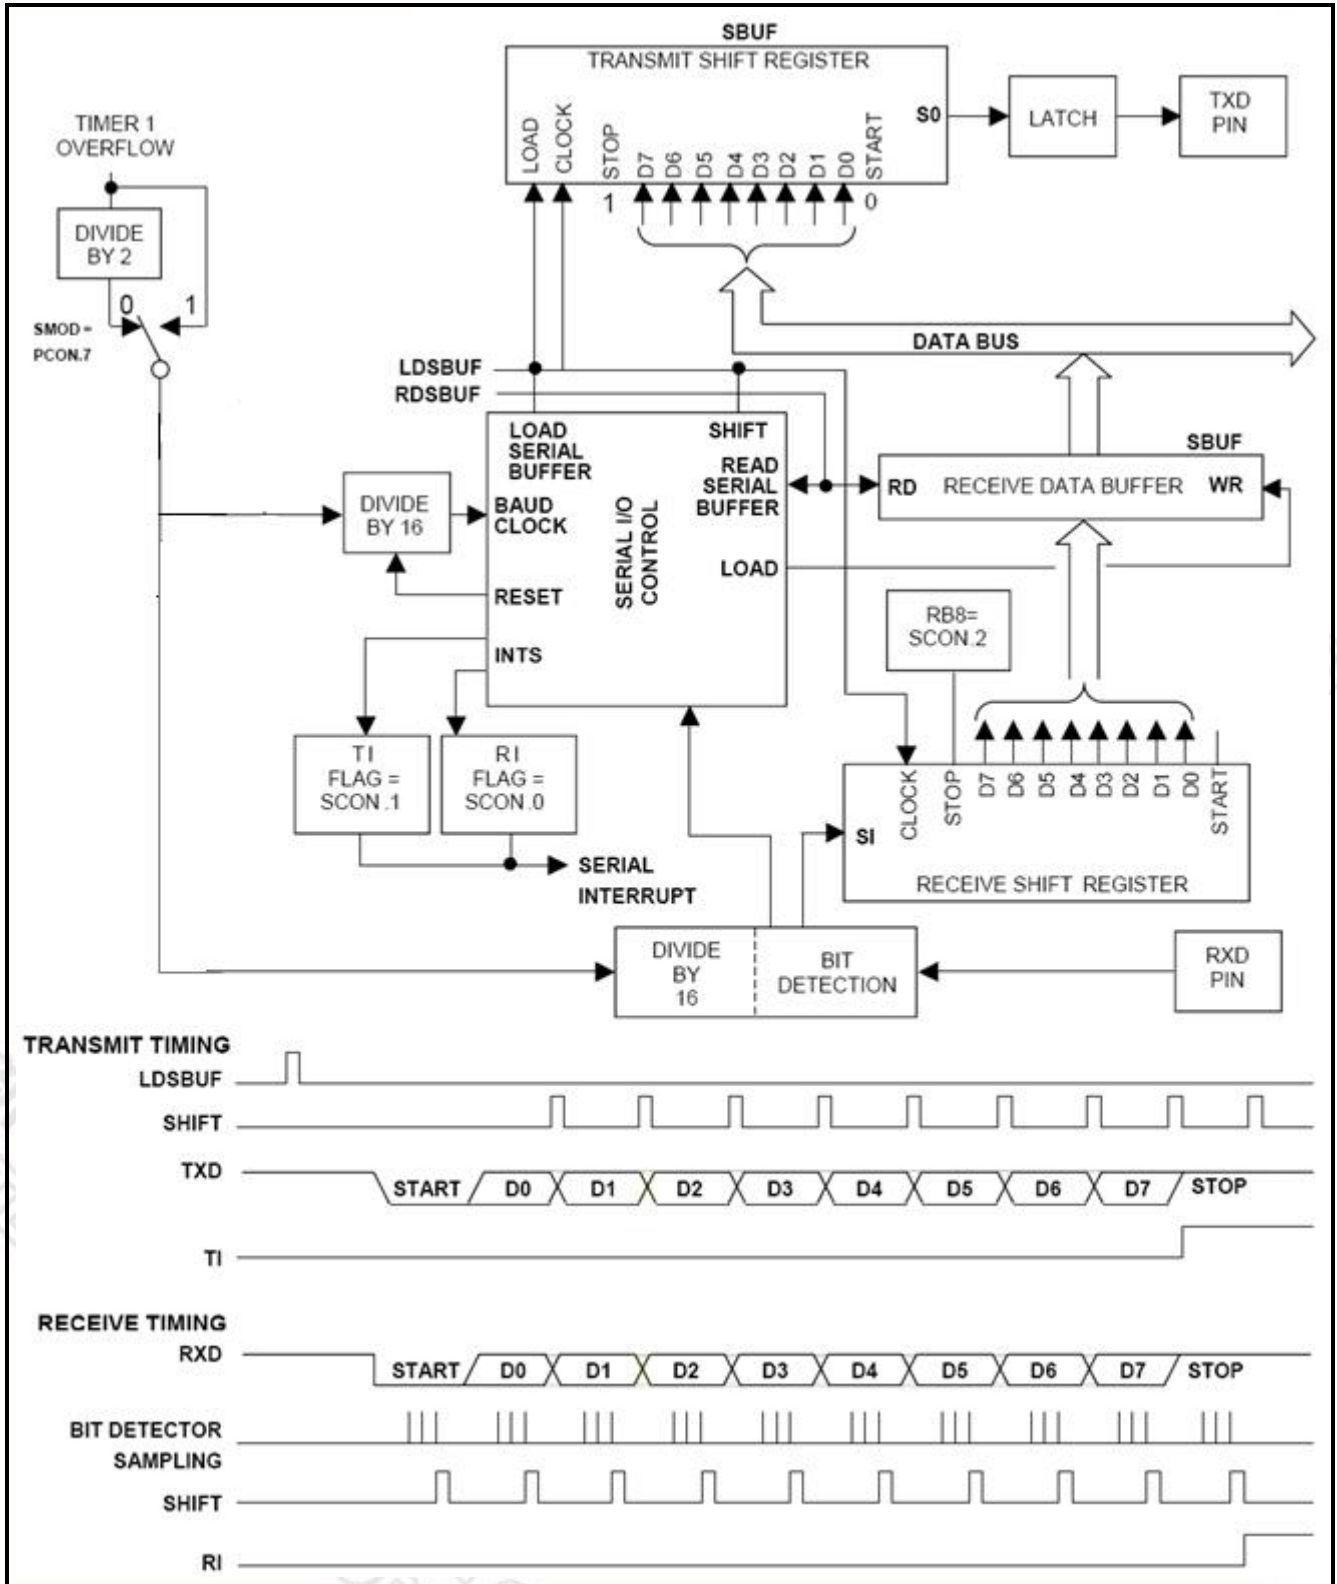 SBUF
TRANSMIT SHIFT REGISTER
LOAD
CLOCK
STOP
D7
D6
D5
D4
D3
D2
D1
D0
START
S0
1
0
LATCH
TXD
PIN
TIMER 1
OVERFLOW
DIVIDE
BY 2
0
1
SMOD =
PCON.7
DATA BUS
LDSBUF
RDSBUF
LOAD
SERIAL
BUFFER
SHIFT
READ
SERIAL
BUFFER
BAUD
CLOCK
SERIAL I/O
CONTROL
LOAD
RESET
INTS
DIVIDE
BY 16
SBUF
RD
RECEIVE DATA BUFFER
WR
RB8=
SCON.2
TI
FLAG =
SCON .1
RI
FLAG =
SCON .0
SERIAL
INTERRUPT
SI
CLOCK
STOP
D7
D6
D5
D4
D3
D2
D1
D0
START
RECEIVE SHIFT REGISTER
DIVIDE
BY
16
BIT
DETECTION
RXD
PIN
TRANSMIT TIMING
LDSBUF
SHIFT
TXD
START D0 D1 D2 D3 D4 D5 D6 D7 STOP
TI
RECEIVE TIMING
RXD
START D0 D1 D2 D3 D4 D5 D6 D7 STOP
BIT DETECTOR
SAMPLING
SHIFT
RI